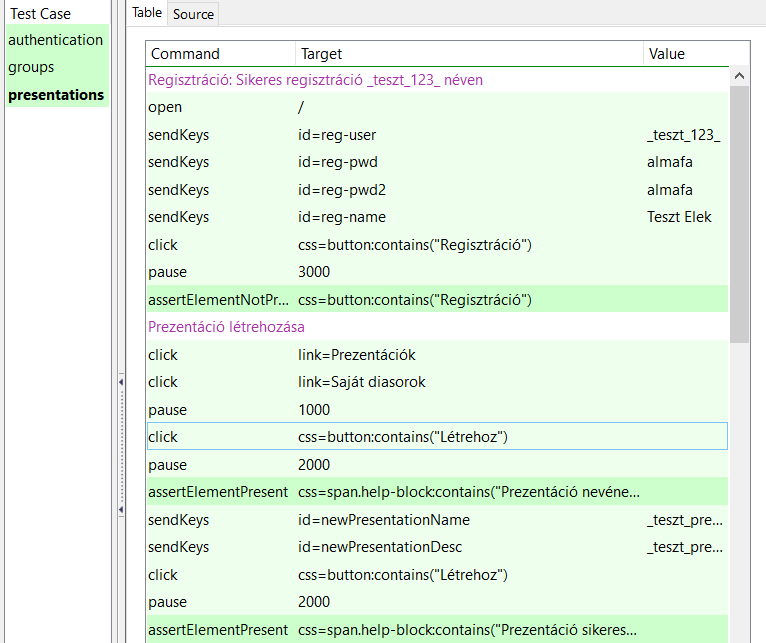 Test Case
authentication
groups
presentations
Table Source
Command Target Value
Regisztráció: Sikeres regisztráció _teszt_123_ néven
open /
sendKeys id=reg-user _teszt_123_
sendKeys id=reg-pwd almafa
sendKeys id=reg-pwd2 almafa
sendKeys id=reg-name Teszt Elek
click css=button:contains("Regisztráció")
pause 3000
assertElementNotPr... css=button:contains("Regisztráció")
Prezentáció létrehozása
click link=Prezentációk
click link=Saját diasorok
pause 1000
click css=button:contains("Létrehoz")
pause 2000
assertElementPresent css=span.help-block:contains("Prezentáció nevéne...
sendKeys id=newPresentationName _teszt_pre...
sendKeys id=newPresentationDesc _teszt_pre...
click css=button:contains("Létrehoz")
pause 2000
assertElementPresent css=span.help-block:contains("Prezentáció sikeres...